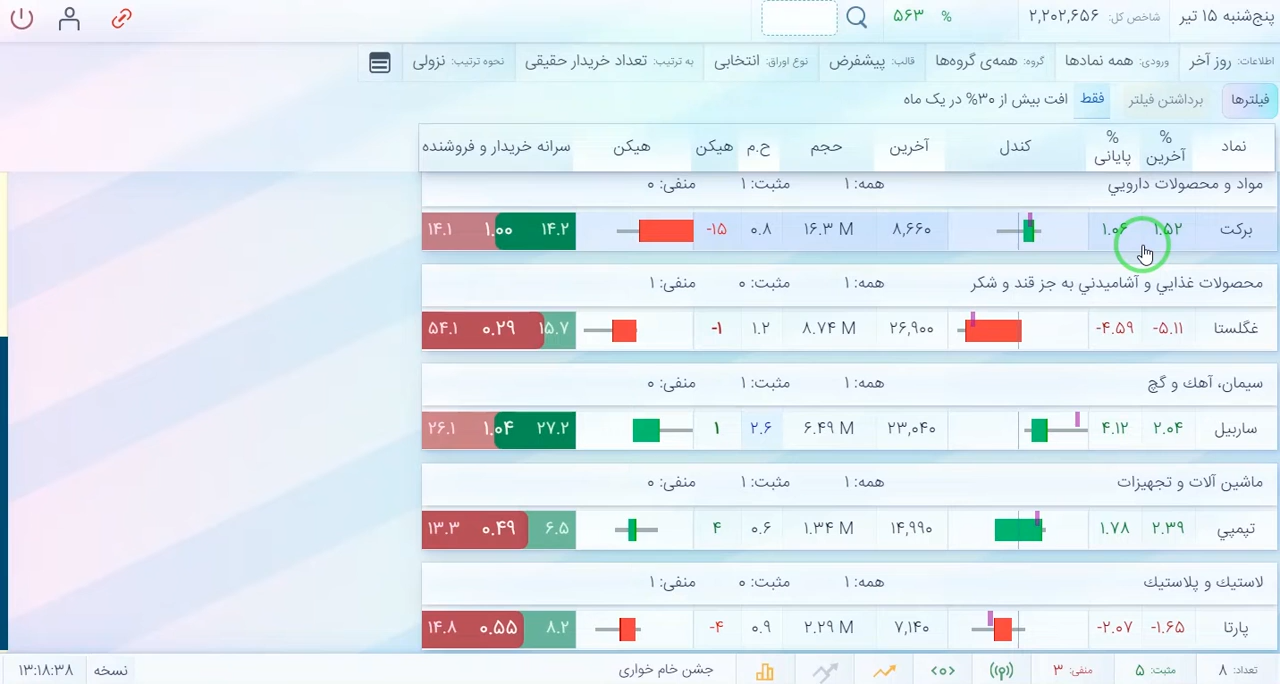 پنج‌شنبه ۱۵ تیر شاخص کل: ۲,۲۰۲,۶۵۶ % ۵۶۳
اطلاعات: روز آخر ورودی: همه نمادها گروه: همه‌ی گروه‌ها قالب: پیشفرض نوع اوراق: انتخابی به ترتیب: تعداد خریدار حقیقی نحوه ترتیب: نزولی
فیلترها برداشتن فیلتر فقط افت بیش از ۳۰% در یک ماه
نماد % آخرین % پایانی کندل آخرین حجم ح.م هیکن هیکن سرانه خریدار و فروشنده
مواد و محصولات دارويي همه: ۱ مثبت: ۱ منفی: ۰
برکت ۱.۵۲ ۱.۰۶ ۸,۶۶۰ ۱۶.۳ M ۰.۸ -۱۵ ۱۴.۲ ۱.۰۰ ۱۴.۱
محصولات غذايي و آشاميدني به جز قند و شکر همه: ۱ مثبت: ۰ منفی: ۱
غگلستا -۵.۱۱ -۴.۵۹ ۲۶,۹۰۰ ۸.۷۴ M ۱.۲ -۱ ۱۵.۷ ۰.۲۹ ۵۴.۱
سيمان، آهك و گچ همه: ۱ مثبت: ۱ منفی: ۰
ساربيل ۲.۰۴ ۴.۱۲ ۲۳,۰۴۰ ۶.۴۹ M ۲.۶ ۱ ۲۷.۲ ۱.۰۴ ۲۶.۱
ماشين آلات و تجهيزات همه: ۱ مثبت: ۱ منفی: ۰
تيمپي ۲.۳۹ ۱.۷۸ ۱۴,۹۹۰ ۱.۳۴ M ۰.۶ ۴ ۶.۵ ۰.۴۹ ۱۳.۳
لاستيك و پلاستيك همه: ۱ مثبت: ۰ منفی: ۱
پارتا -۱.۶۵ -۲.۰۷ ۷,۱۴۰ ۲.۲۹ M ۰.۹ -۴ ۸.۲ ۰.۵۵ ۱۴.۸
تعداد: ۸ مثبت: ۵ منفی: ۳ جشن خام خواری نسخه ۱۳:۱۸:۳۸